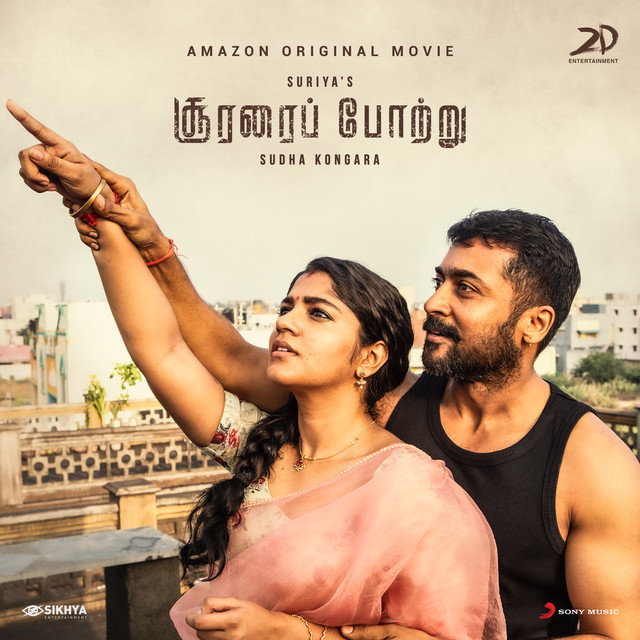 2D
ENTERTAINMENT
AMAZON ORIGINAL MOVIE
SURIYA'S
சூரரைப் போற்று
SUDHA KONGARA
SIKHYA
ENTERTAINMENT
SONY MUSIC